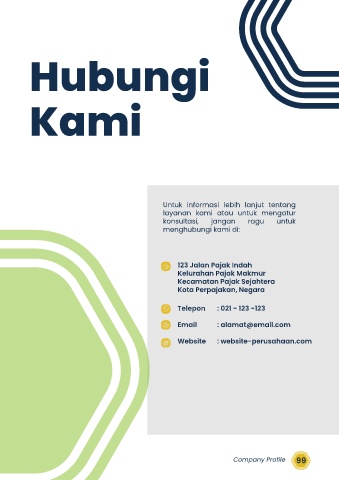 Hubungi
Kami
Untuk informasi lebih lanjut tentang
layanan kami atau untuk mengatur
konsultasi, jangan ragu untuk
menghubungi kami di:
123 Jalan Pajak Indah
Kelurahan Pajak Makmur
Kecamatan Pajak Sejahtera
Kota Perpajakan, Negara
Telepon : 021 - 123 -123
Email : alamat@email.com
Website : website-perusahaan.com
Company Profile 99